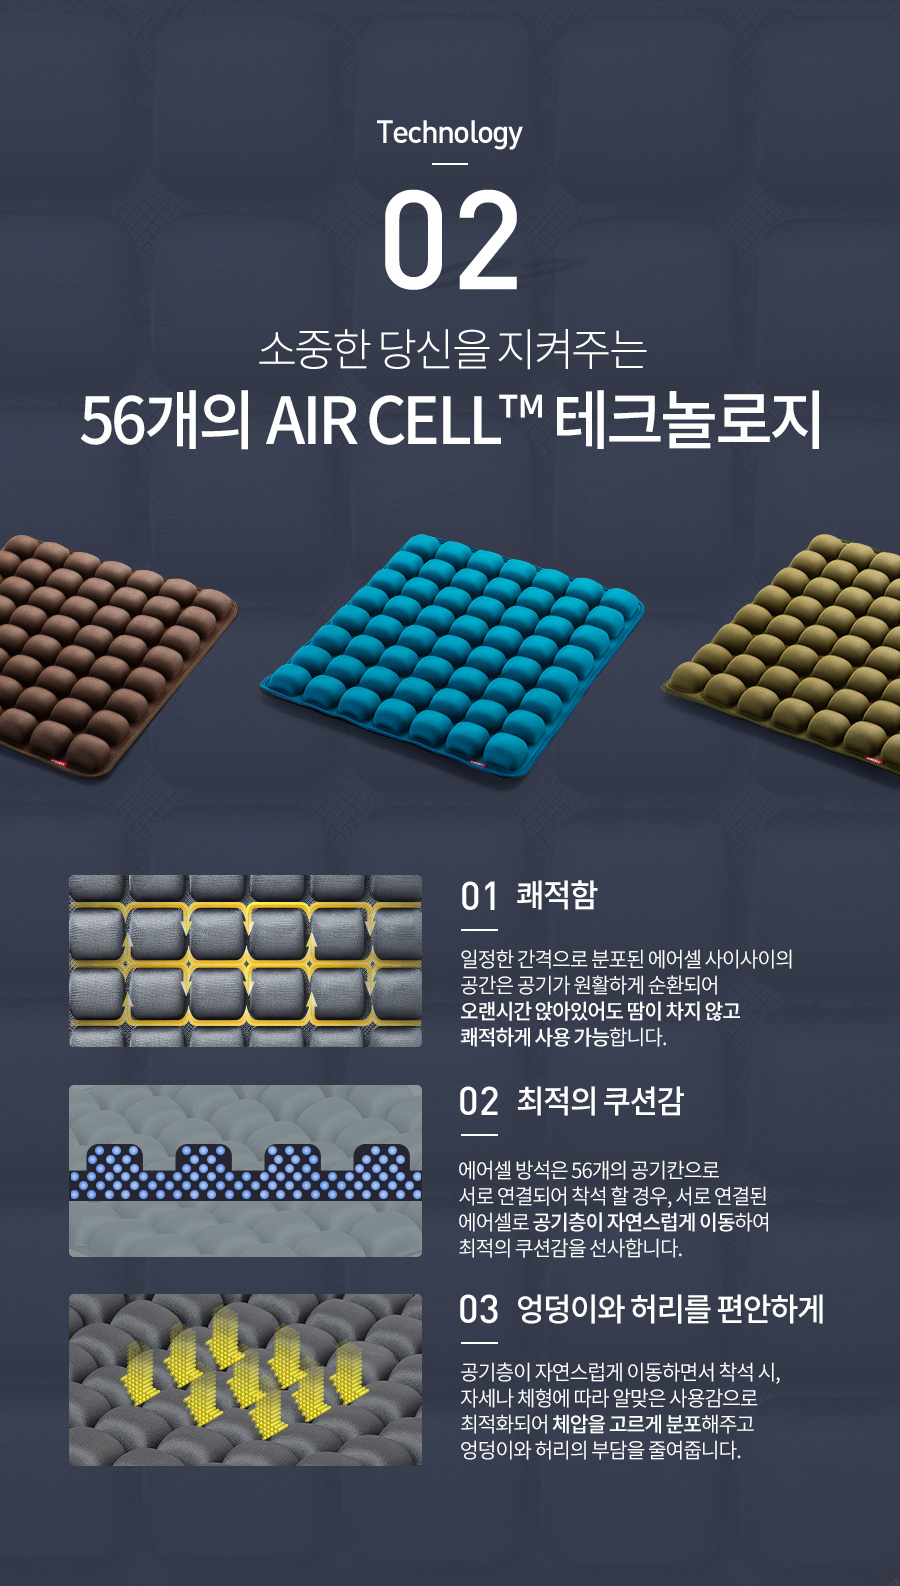 Technology
02
소중한 당신을 지켜주는
56개의 AIR CELL™ 테크놀로지
01 쾌적함
일정한 간격으로 분포된 에어셀 사이사이의
공간은 공기가 원활하게 순환되어
오랜시간 앉아있어도 땀이 차지 않고
쾌적하게 사용 가능합니다.
02 최적의 쿠션감
에어셀 방석은 56개의 공기칸으로
서로 연결되어 착석 할 경우, 서로 연결된
에어셀로 공기층이 자연스럽게 이동하여
최적의 쿠션감을 선사합니다.
03 엉덩이와 허리를 편안하게
공기층이 자연스럽게 이동하면서 착석 시,
자세나 체형에 따라 알맞은 사용감으로
최적화되어 체압을 고르게 분포해주고
엉덩이와 허리의 부담을 줄여줍니다.